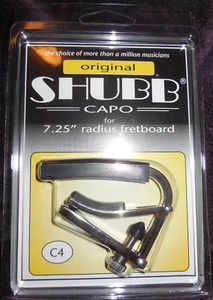 the choice of more than a million musicians
original
SHUBB®
CAPO
for
7.25" radius fretboard
C4